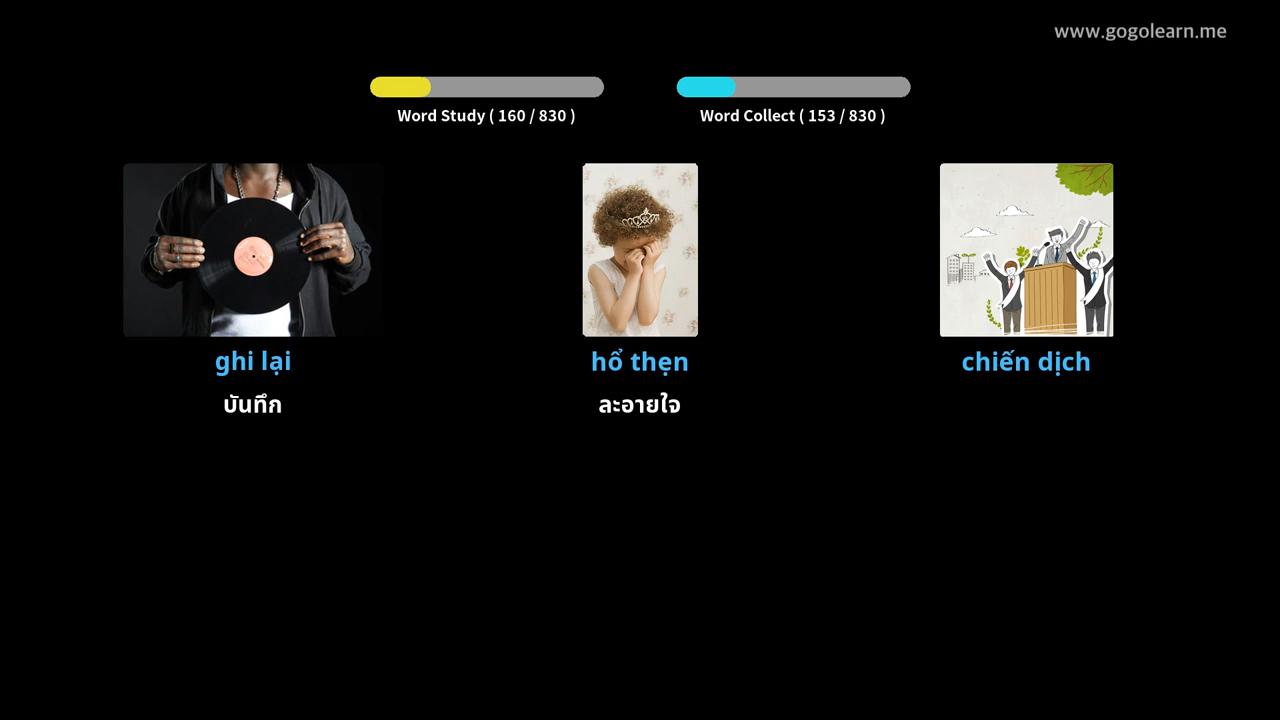 www.gogolearn.me
Word Study ( 160 / 830 )
Word Collect ( 153 / 830 )
ghi lại
hổ thẹn
chiến dịch
บันทึก
ละอายใจ